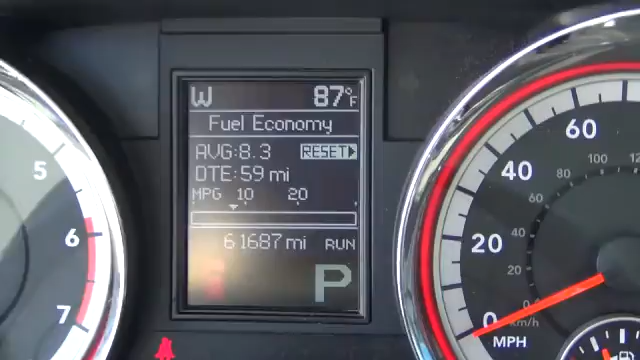 W 87°F
Fuel Economy
AVG:8.3 RESET
DTE:59 mi
MPG 10 20
61687 mi RUN
P
5
6
7
0
20
40
60
20
40
60
80
100
km/h
MPH